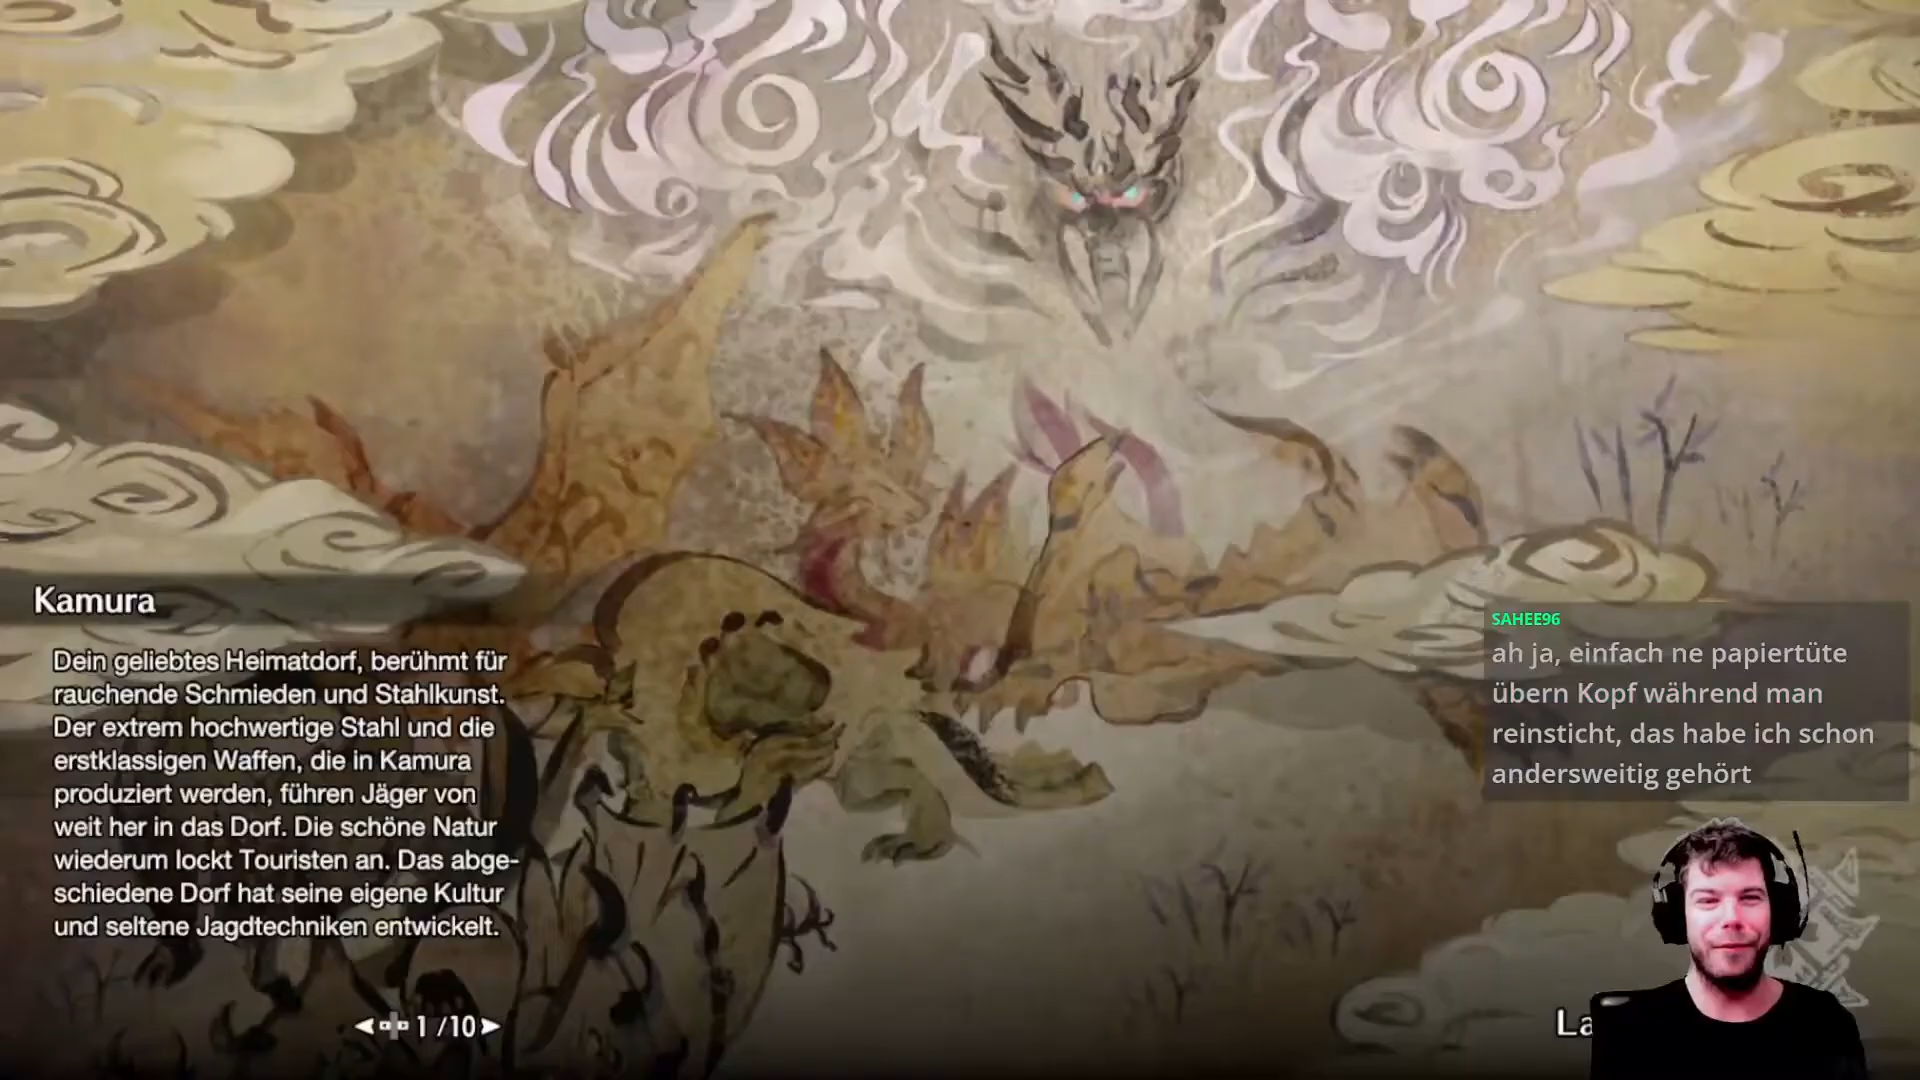 Kamura
Dein geliebtes Heimatdorf, berühmt für
rauchende Schmieden und Stahlkunst.
Der extrem hochwertige Stahl und die
erstklassigen Waffen, die in Kamura
produziert werden, führen Jäger von
weit her in das Dorf. Die schöne Natur
wiederum lockt Touristen an. Das abge-
schiedene Dorf hat seine eigene Kultur
und seltene Jagdtechniken entwickelt.
1/10
SAHEE96
ah ja, einfach ne papiertüte
übern Kopf während man
reinsticht, das habe ich schon
andersweitig gehört
La